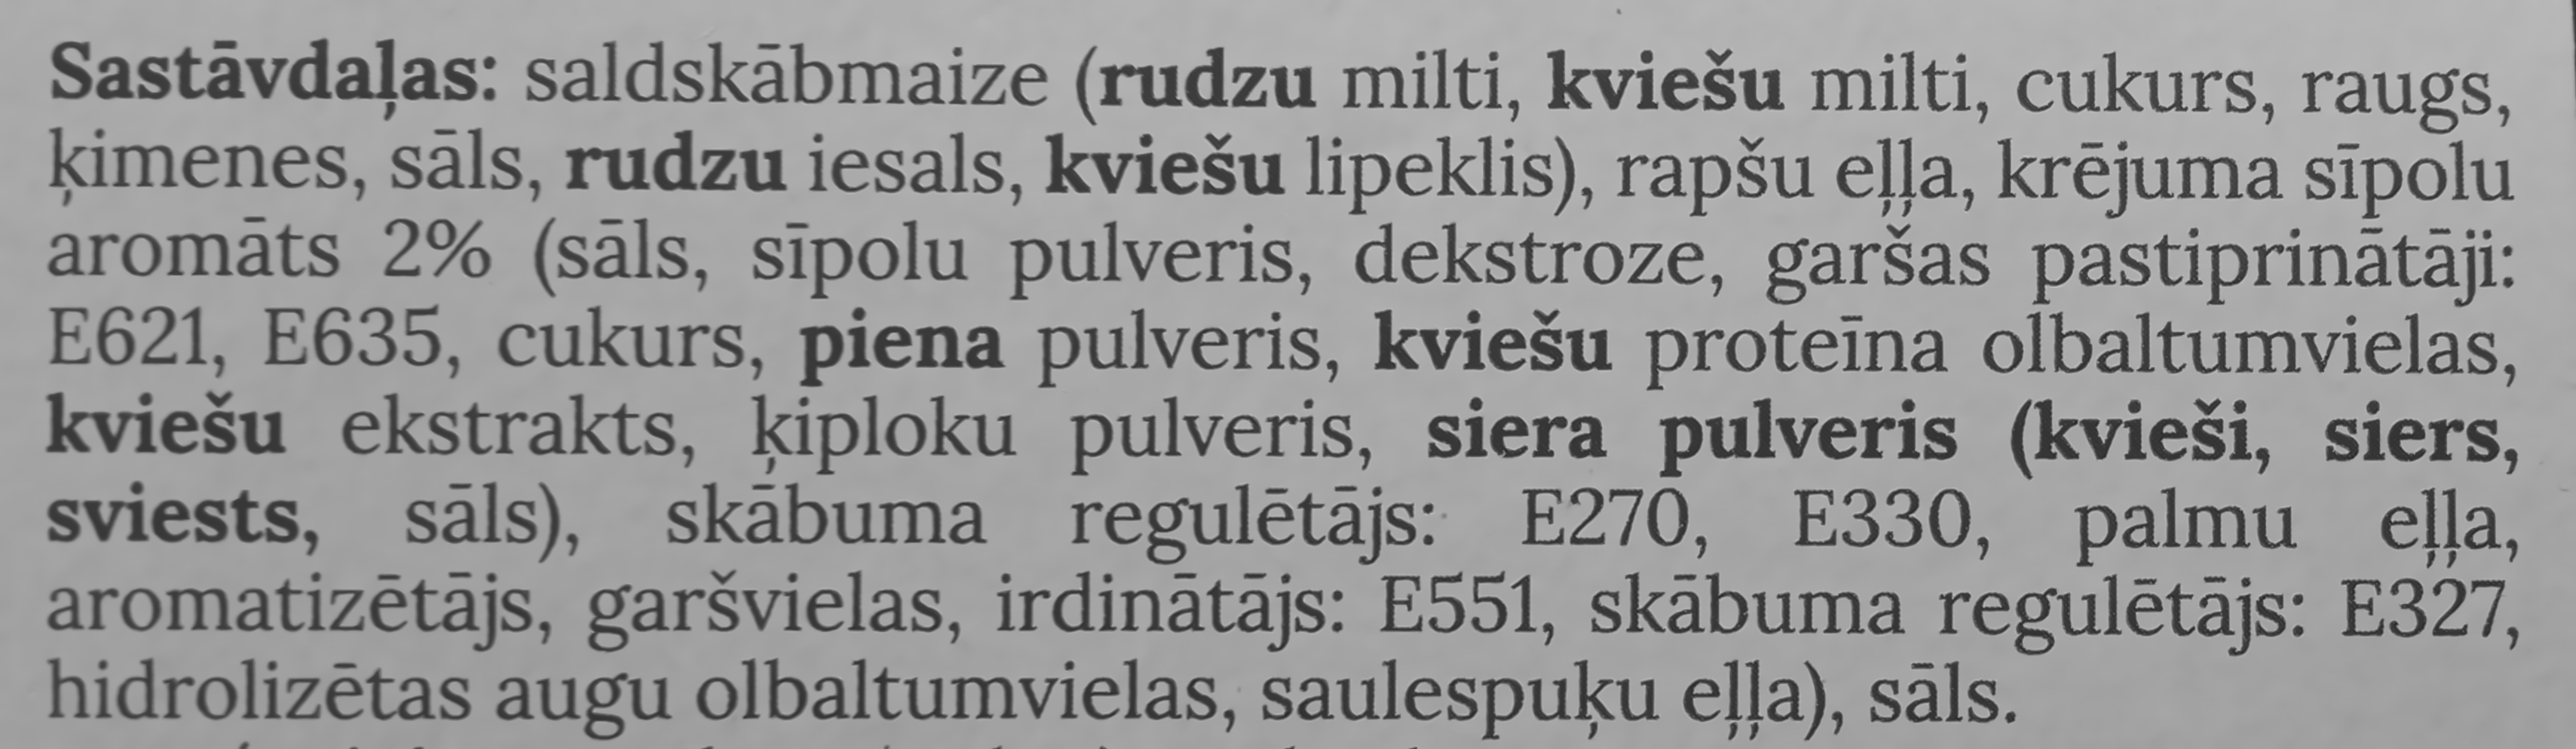 Sastāvdaļas: saldskābmaize (rudzu milti, kviešu milti, cukurs, raugs,
ķimenes, sāls, rudzu iesals, kviešu lipeklis), rapšu eļļa, krējuma sīpolu
aromāts 2% (sāls, sīpolu pulveris, dekstroze, garšas pastiprinātāji:
E621, E635, cukurs, piena pulveris, kviešu proteīna olbaltumvielas,
kviešu ekstrakts, ķiploku pulveris, siera pulveris (kvieši, siers,
sviests, sāls), skābuma regulētājs: E270, E330, palmu eļļa,
aromatizētājs, garšvielas, irdinātājs: E551, skābuma regulētājs: E327,
hidrolizētas augu olbaltumvielas, saulespuķu eļļa), sāls.